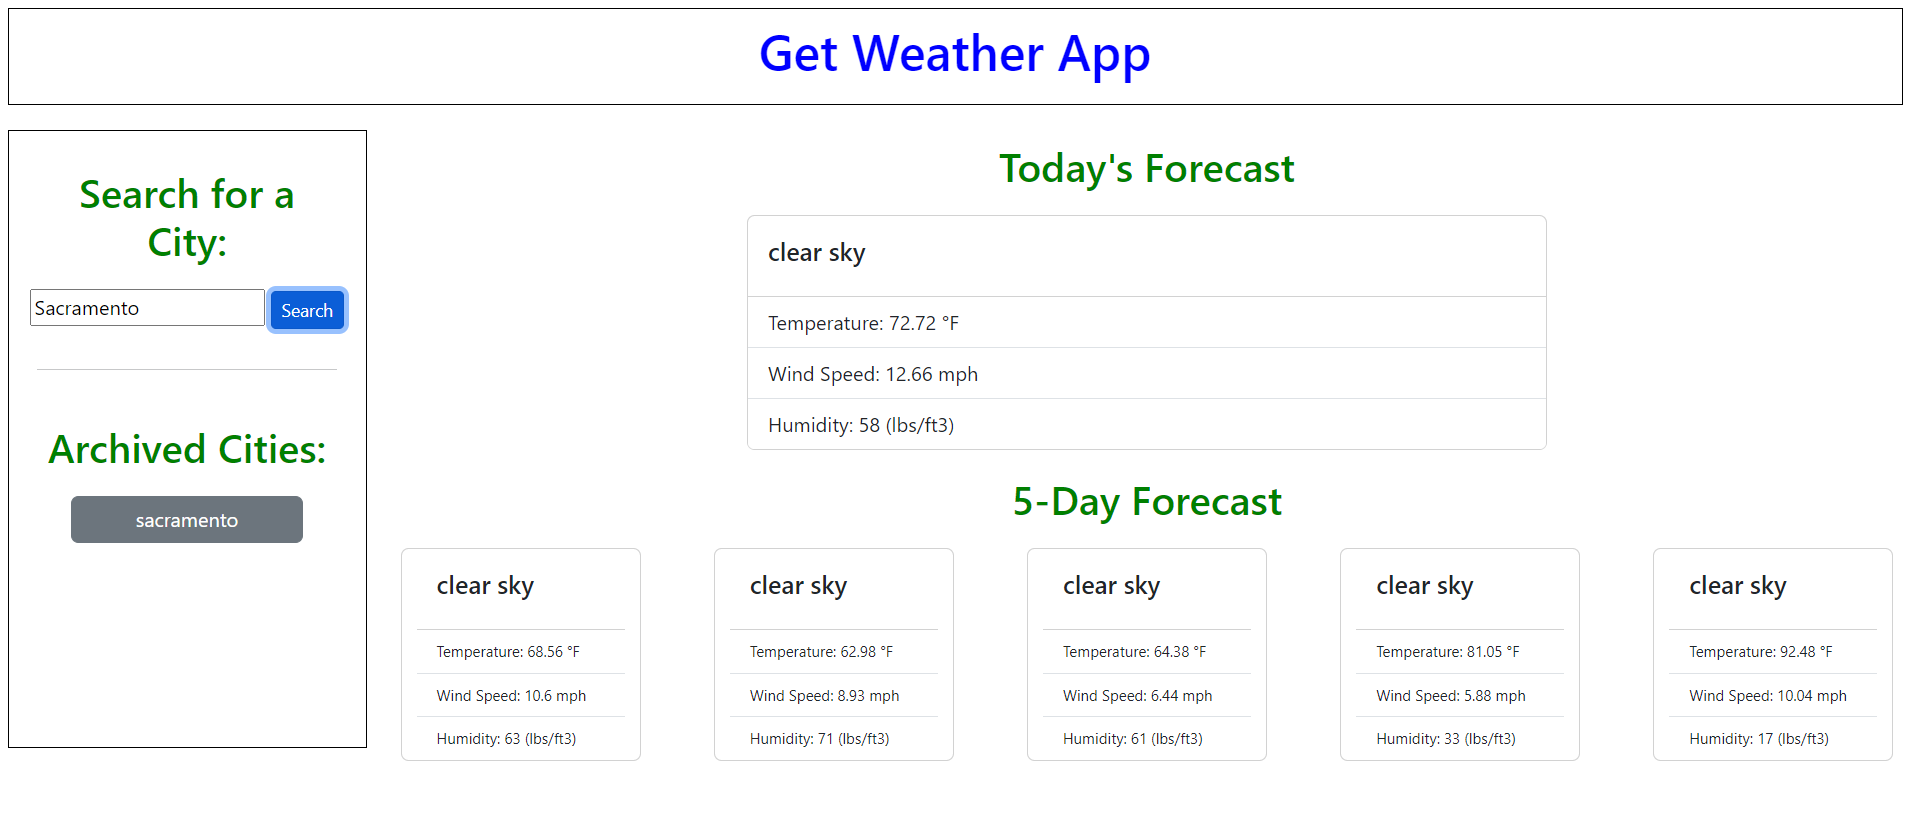 Get Weather App
Search for a
City:
Sacramento
Search
Archived Cities:
sacramento
Today's Forecast
clear sky
Temperature: 72.72 °F
Wind Speed: 12.66 mph
Humidity: 58 (lbs/ft3)
5-Day Forecast
clear sky
Temperature: 68.56 °F
Wind Speed: 10.6 mph
Humidity: 63 (lbs/ft3)
clear sky
Temperature: 62.98 °F
Wind Speed: 8.93 mph
Humidity: 71 (lbs/ft3)
clear sky
Temperature: 64.38 °F
Wind Speed: 6.44 mph
Humidity: 61 (lbs/ft3)
clear sky
Temperature: 81.05 °F
Wind Speed: 5.88 mph
Humidity: 33 (lbs/ft3)
clear sky
Temperature: 92.48 °F
Wind Speed: 10.04 mph
Humidity: 17 (lbs/ft3)